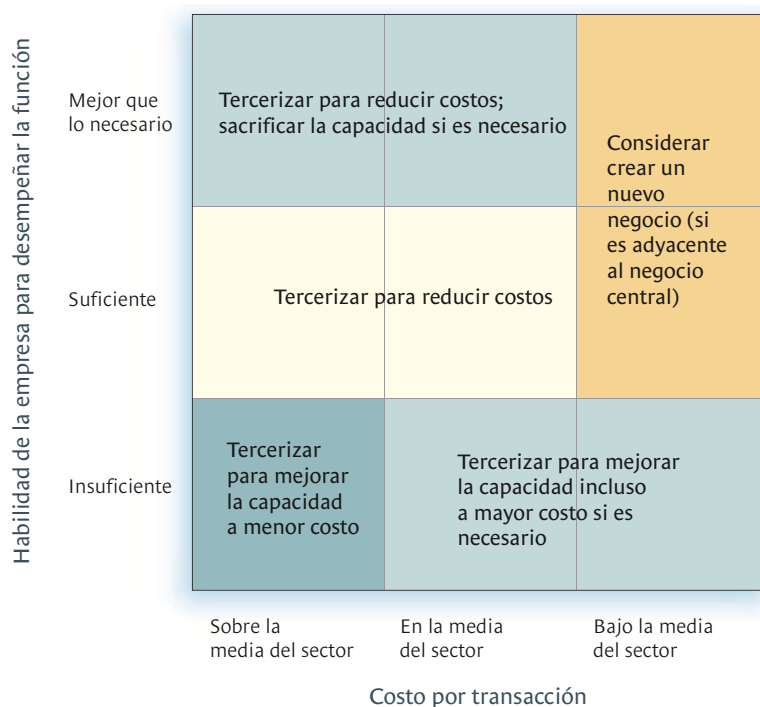 Habilidad de la empresa para desempeñar la función
Mejor que
lo necesario
Tercerizar para reducir costos;
sacrificar la capacidad si es necesario
Considerar
crear un
nuevo
negocio (si
es adyacente
al negocio
central)
Suficiente
Tercerizar para reducir costos
Insuficiente
Tercerizar
para mejorar
la capacidad
a menor costo
Tercerizar para mejorar
la capacidad incluso
a mayor costo si es
necesario
Sobre la
media del sector
En la media
del sector
Bajo la media
del sector
Costo por transacción